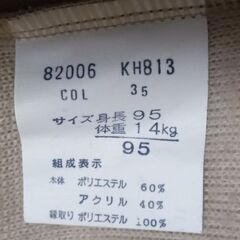 82006 KH813
COL 35
サイズ身長95
体重14kg
95
組成表示
本体 ポリエステル 60%
アクリル 40%
縁取り ポリエステル 100%